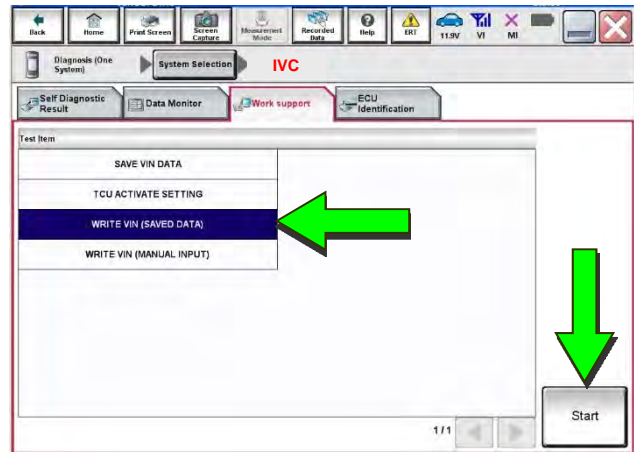 Back
Home
Print Screen
Screen Capture
Measurement Mode
Recorded Data
Help
ERT
11.9V
VI
MI
Diagnosis (One System)
System Selection
IVC
Self Diagnostic Result
Data Monitor
Work support
ECU Identification
Test Item
SAVE VIN DATA
TCU ACTIVATE SETTING
WRITE VIN (SAVED DATA)
WRITE VIN (MANUAL INPUT)
1/1
Start